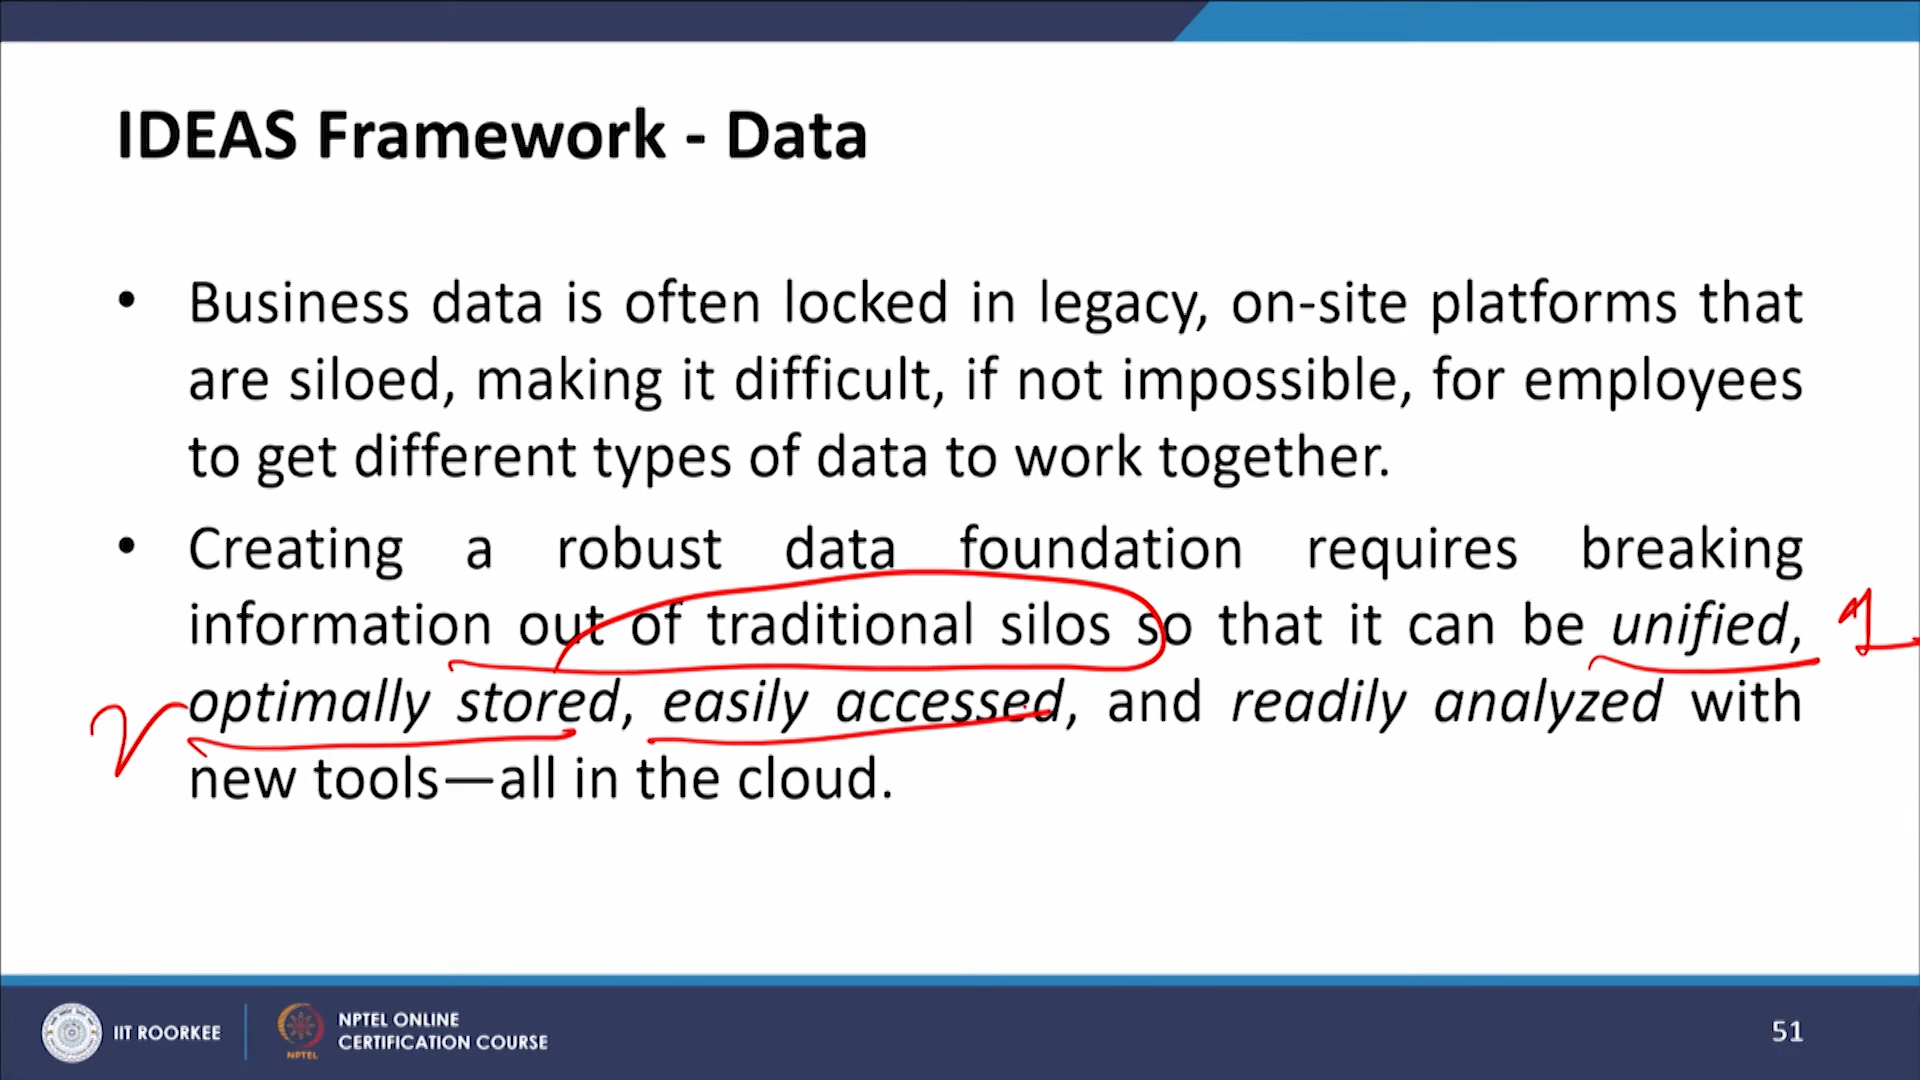 IDEAS Framework - Data
• Business data is often locked in legacy, on-site platforms that
are siloed, making it difficult, if not impossible, for employees
to get different types of data to work together.
• Creating a robust data foundation requires breaking
information out of traditional silos so that it can be unified, 1
optimally stored, easily accessed, and readily analyzed with
new tools—all in the cloud.
IIT ROORKEE
NPTEL
NPTEL ONLINE
CERTIFICATION COURSE
51